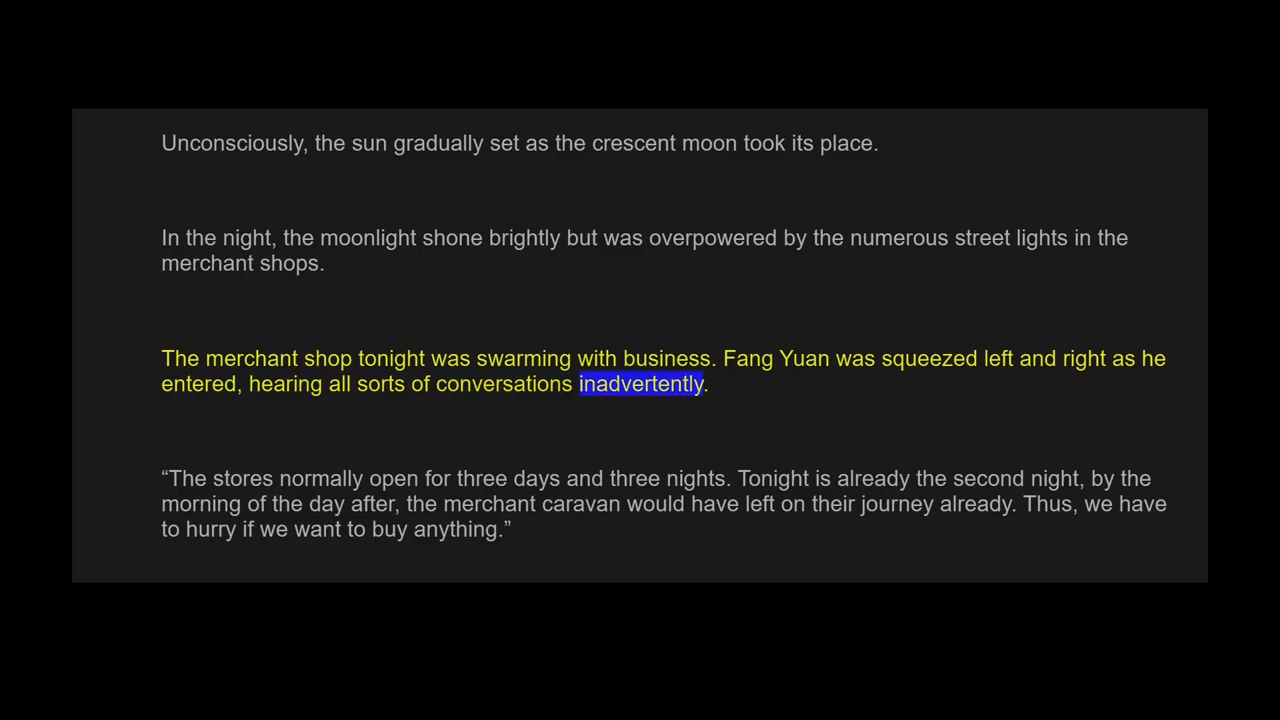 Unconsciously, the sun gradually set as the crescent moon took its place.
In the night, the moonlight shone brightly but was overpowered by the numerous street lights in the
merchant shops.
The merchant shop tonight was swarming with business. Fang Yuan was squeezed left and right as he
entered, hearing all sorts of conversations inadvertently.
“The stores normally open for three days and three nights. Tonight is already the second night, by the
morning of the day after, the merchant caravan would have left on their journey already. Thus, we have
to hurry if we want to buy anything.”